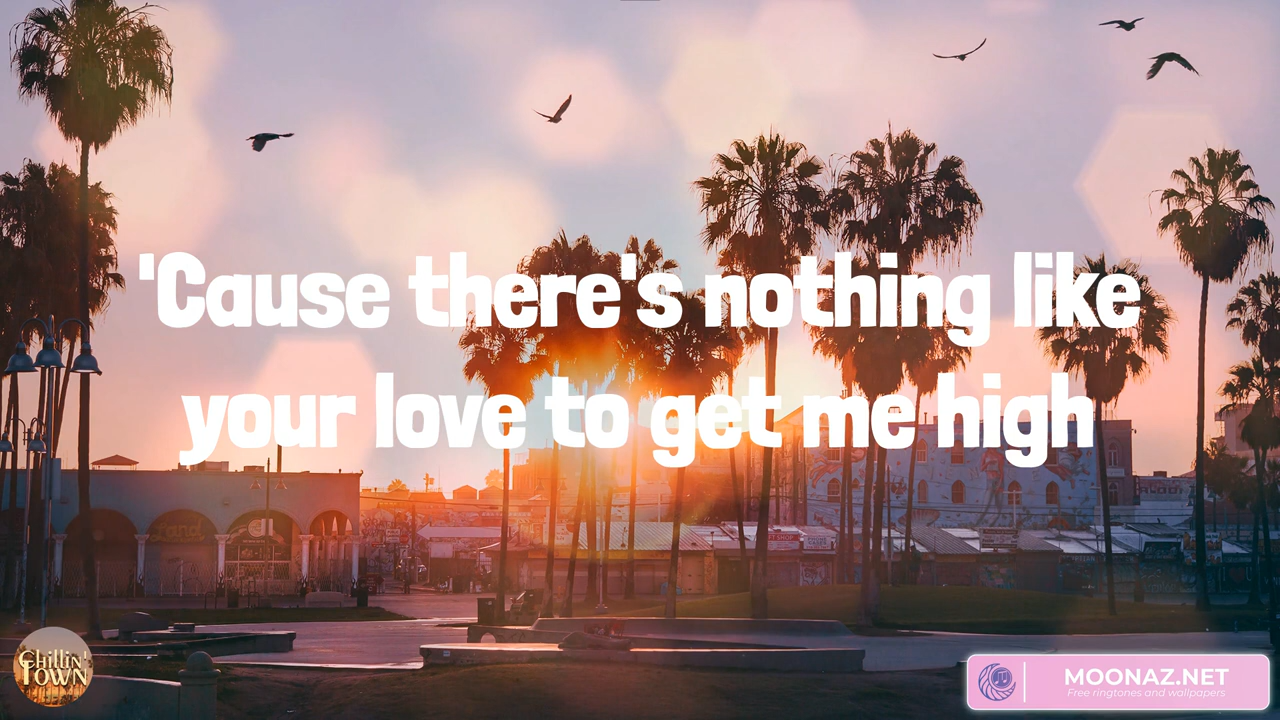 'Cause there's nothing like
your love to get me high
Chillin'
TOWN
MOONAZ.NET
Free ringtones and wallpapers